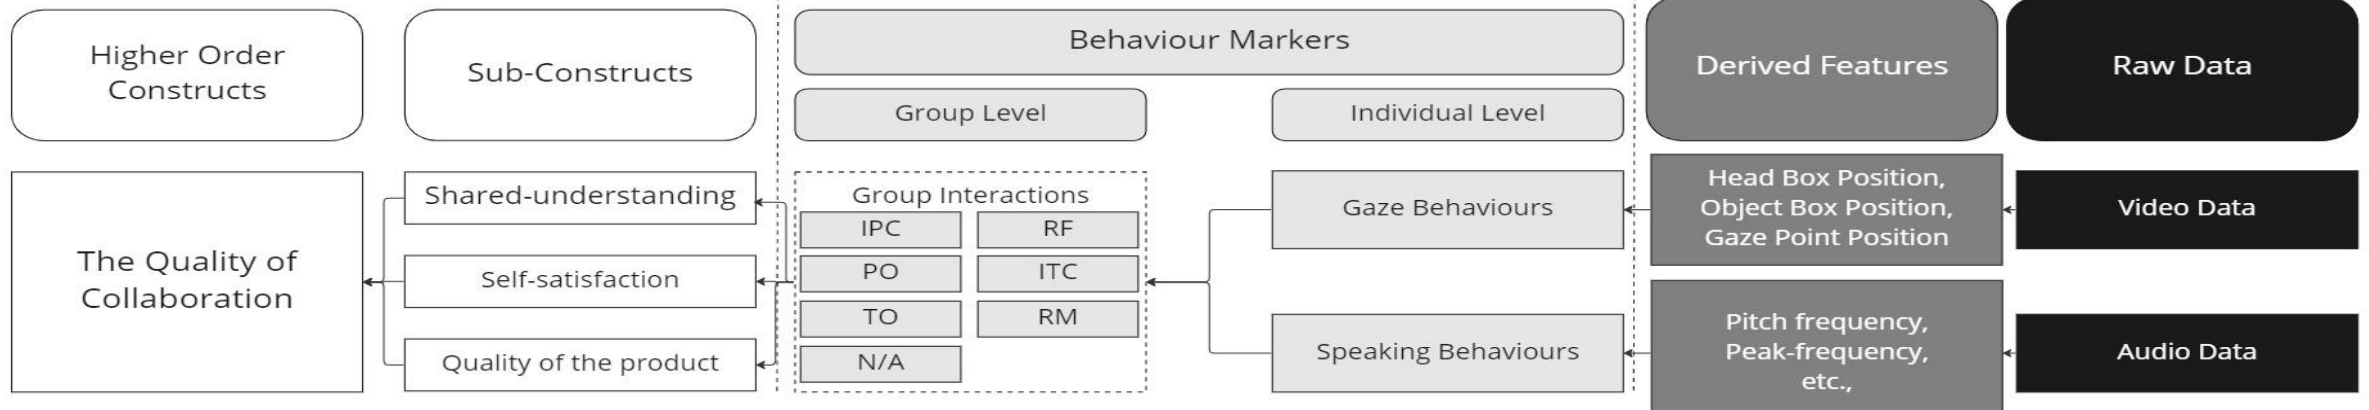 Higher Order
Constructs
Sub-Constructs
Behaviour Markers
Group Level
Individual Level
Derived Features
Raw Data
The Quality of
Collaboration
Shared-understanding
Self-satisfaction
Quality of the product
Group Interactions
IPC
RF
PO
ITC
TO
RM
N/A
Gaze Behaviours
Speaking Behaviours
Head Box Position,
Object Box Position,
Gaze Point Position
Pitch frequency,
Peak-frequency,
etc.,
Video Data
Audio Data